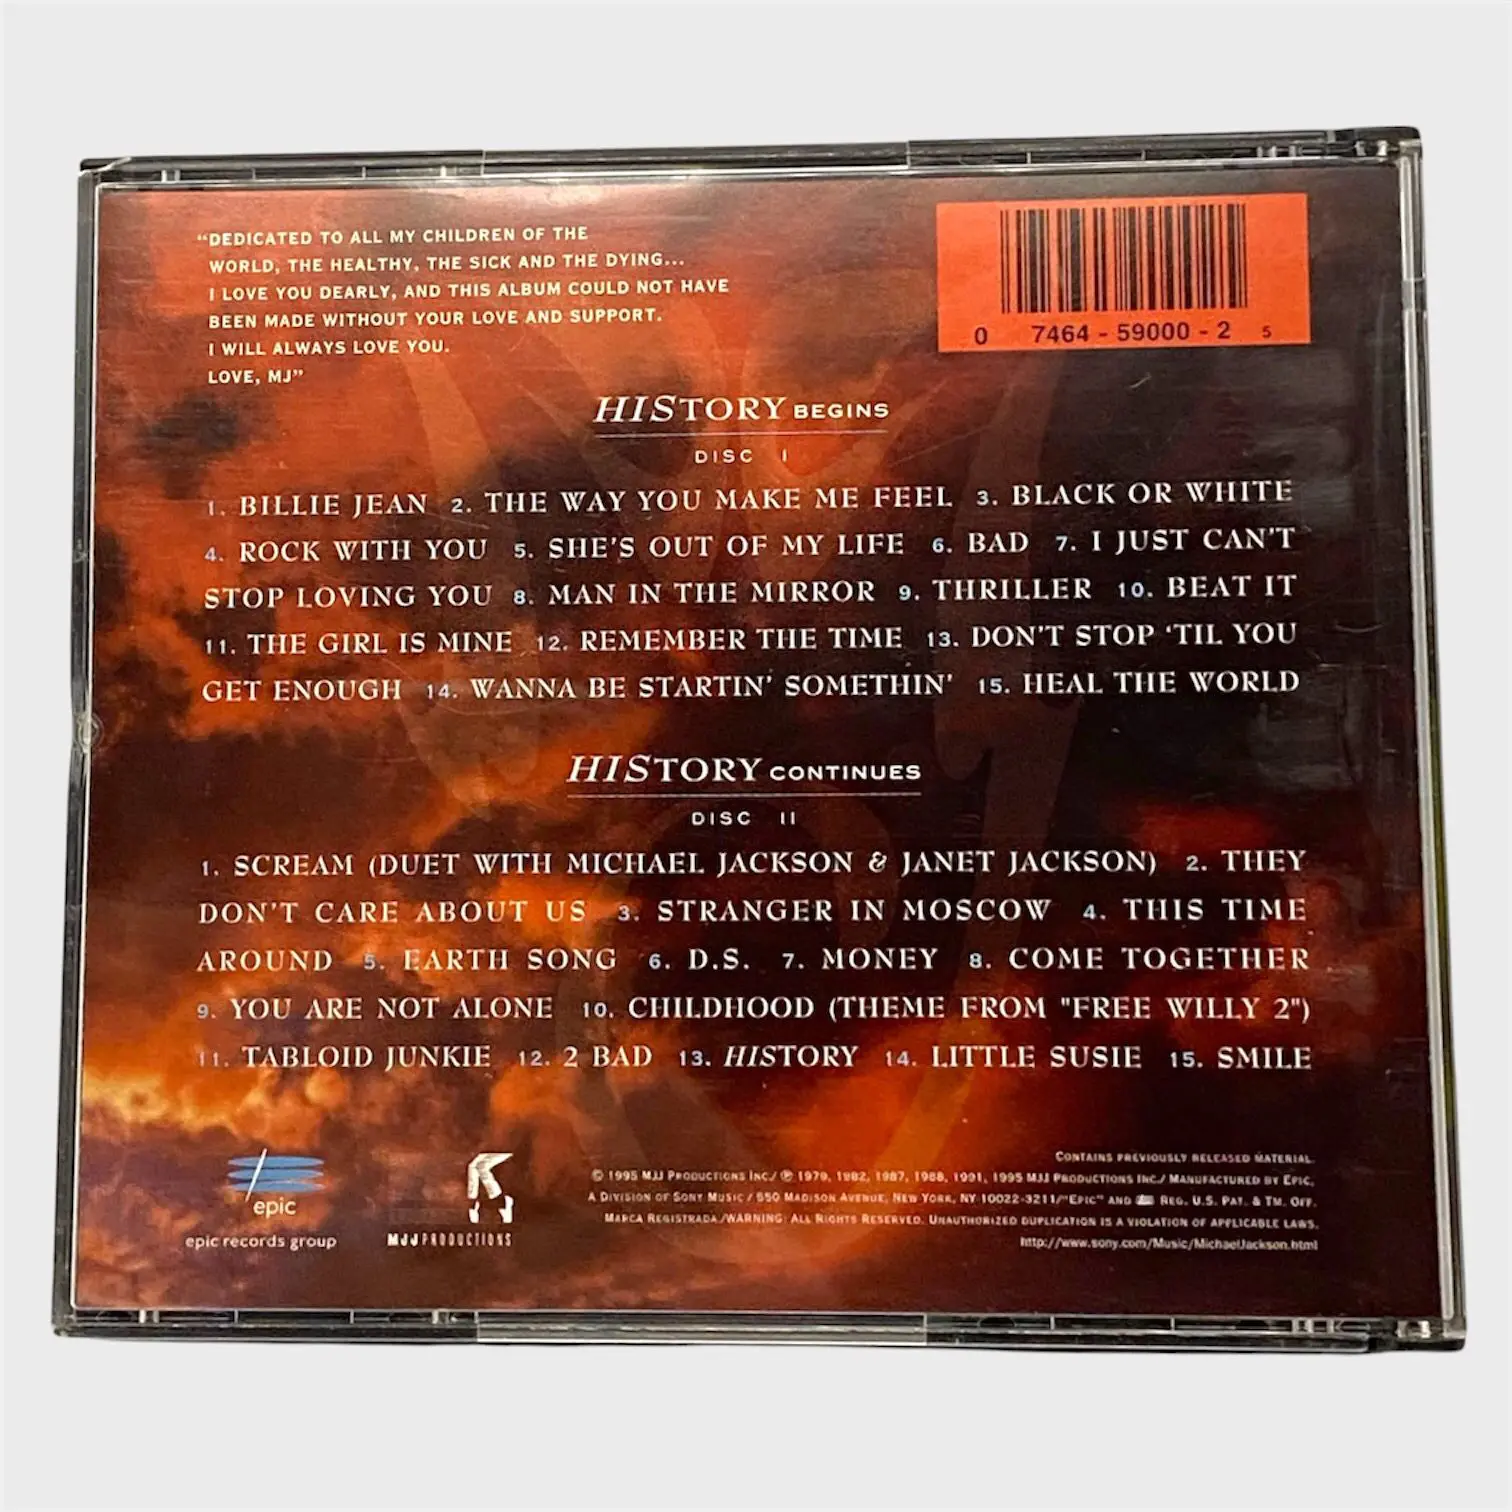 “DEDICATED TO ALL MY CHILDREN OF THE
WORLD, THE HEALTHY, THE SICK AND THE DYING...
I LOVE YOU DEARLY, AND THIS ALBUM COULD NOT HAVE
BEEN MADE WITHOUT YOUR LOVE AND SUPPORT.
I WILL ALWAYS LOVE YOU.
LOVE, MJ”
0 7464 - 59000 - 2 5
HISTORY BEGINS
DISC I
1. BILLIE JEAN 2. THE WAY YOU MAKE ME FEEL 3. BLACK OR WHITE
4. ROCK WITH YOU 5. SHE'S OUT OF MY LIFE 6. BAD 7. I JUST CAN'T
STOP LOVING YOU 8. MAN IN THE MIRROR 9. THRILLER 10. BEAT IT
11. THE GIRL IS MINE 12. REMEMBER THE TIME 13. DON'T STOP ‘TIL YOU
GET ENOUGH 14. WANNA BE STARTIN' SOMETHIN' 15. HEAL THE WORLD
HISTORY CONTINUES
DISC II
1. SCREAM (DUET WITH MICHAEL JACKSON & JANET JACKSON) 2. THEY
DON'T CARE ABOUT US 3. STRANGER IN MOSCOW 4. THIS TIME
AROUND 5. EARTH SONG 6. D.S. 7. MONEY 8. COME TOGETHER
9. YOU ARE NOT ALONE 10. CHILDHOOD (THEME FROM "FREE WILLY 2")
11. TABLOID JUNKIE 12. 2 BAD 13. HISTORY 14. LITTLE SUSIE 15. SMILE
epic
epic records group
MJJ PRODUCTIONS
CONTAINS PREVIOUSLY RELEASED MATERIAL.
© 1995 MJJ PRODUCTIONS INC./ ℗ 1979, 1982, 1987, 1988, 1991, 1995 MJJ PRODUCTIONS INC./ MANUFACTURED BY EPIC,
A DIVISION OF SONY MUSIC / 550 MADISON AVENUE, NEW YORK, NY 10022-3211/"EPIC" AND REG. U.S. PAT. & TM. OFF.
MARCA REGISTRADA./WARNING: ALL RIGHTS RESERVED. UNAUTHORIZED DUPLICATION IS A VIOLATION OF APPLICABLE LAWS.
http://www.sony.com/Music/MichaelJackson.html